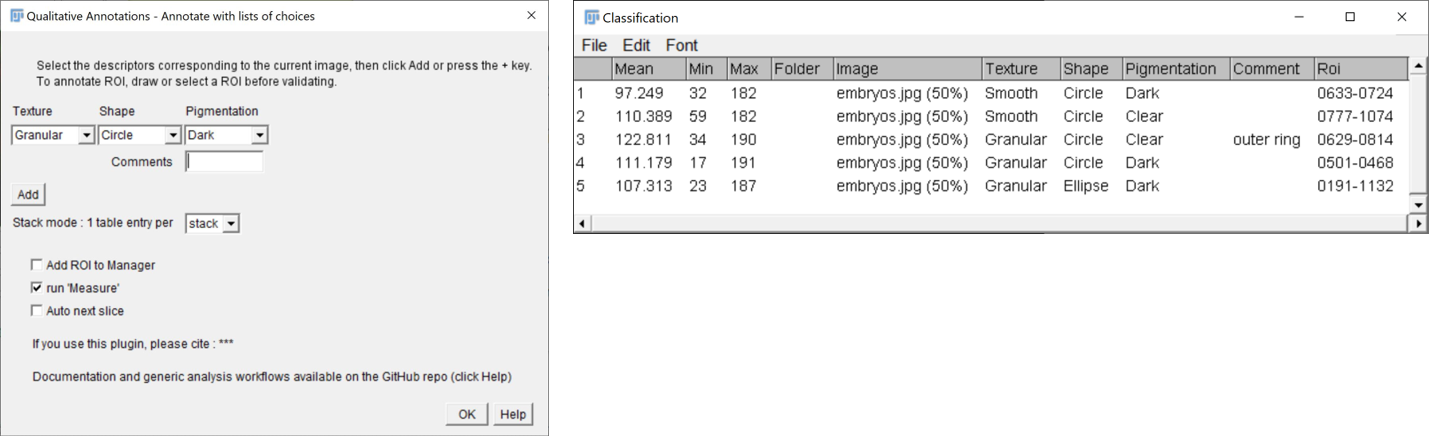 Qualitative Annotations - Annotate with lists of choices
Select the descriptors corresponding to the current image, then click Add or press the + key.
To annotate ROI, draw or select a ROI before validating.
Texture Shape Pigmentation
Granular Circle Dark
Comments
Add
Stack mode : 1 table entry per stack
Add ROI to Manager
run 'Measure'
Auto next slice
If you use this plugin, please cite : ***
Documentation and generic analysis workflows available on the GitHub repo (click Help)
OK Help
Classification
File Edit Font
Mean Min Max Folder Image Texture Shape Pigmentation Comment Roi
1 97.249 32 182 embryos.jpg (50%) Smooth Circle Dark 0633-0724
2 110.389 59 182 embryos.jpg (50%) Smooth Circle Clear 0777-1074
3 122.811 34 190 embryos.jpg (50%) Granular Circle Clear outer ring 0629-0814
4 111.179 17 191 embryos.jpg (50%) Granular Circle Dark 0501-0468
5 107.313 23 187 embryos.jpg (50%) Granular Ellipse Dark 0191-1132